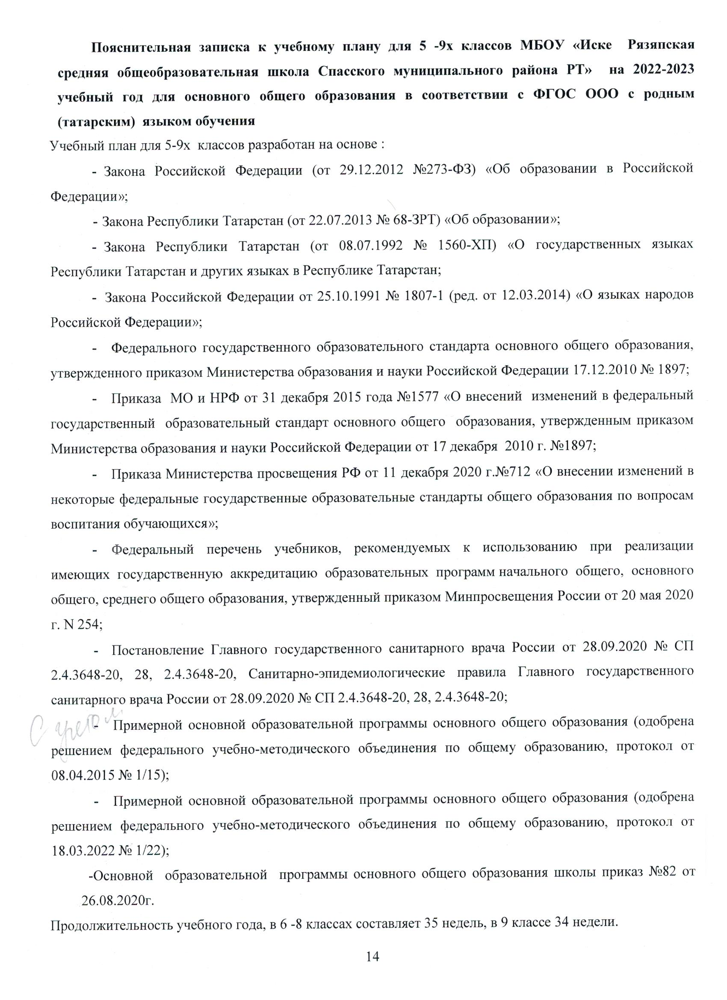 Пояснительная записка к учебному плану для 5 -9х классов МБОУ «Иске Рязяпская
средняя общеобразовательная школа Спасского муниципального района РТ» на 2022-2023
учебный год для основного общего образования в соответствии с ФГОС ООО с родным
(татарским) языком обучения
Учебный план для 5-9х классов разработан на основе :
- Закона Российской Федерации (от 29.12.2012 №273-ФЗ) «Об образовании в Российской
Федерации»;
- Закона Республики Татарстан (от 22.07.2013 № 68-ЗРТ) «Об образовании»;
- Закона Республики Татарстан (от 08.07.1992 № 1560-ХП) «О государственных языках
Республики Татарстан и других языках в Республике Татарстан;
- Закона Российской Федерации от 25.10.1991 № 1807-1 (ред. от 12.03.2014) «О языках народов
Российской Федерации»;
- Федерального государственного образовательного стандарта основного общего образования,
утвержденного приказом Министерства образования и науки Российской Федерации 17.12.2010 № 1897;
- Приказа МО и НРФ от 31 декабря 2015 года №1577 «О внесений изменений в федеральный
государственный образовательный стандарт основного общего образования, утвержденным приказом
Министерства образования и науки Российской Федерации от 17 декабря 2010 г. №1897;
- Приказа Министерства просвещения РФ от 11 декабря 2020 г.№712 «О внесении изменений в
некоторые федеральные государственные образовательные стандарты общего образования по вопросам
воспитания обучающихся»;
- Федеральный перечень учебников, рекомендуемых к использованию при реализации
имеющих государственную аккредитацию образовательных программ начального общего, основного
общего, среднего общего образования, утвержденный приказом Минпросвещения России от 20 мая 2020
г. N 254;
- Постановление Главного государственного санитарного врача России от 28.09.2020 № СП
2.4.3648-20, 28, 2.4.3648-20, Санитарно-эпидемиологические правила Главного государственного
санитарного врача России от 28.09.2020 № СП 2.4.3648-20, 28, 2.4.3648-20;
С учетом
- Примерной основной образовательной программы основного общего образования (одобрена
решением федерального учебно-методического объединения по общему образованию, протокол от
08.04.2015 № 1/15);
- Примерной основной образовательной программы основного общего образования (одобрена
решением федерального учебно-методического объединения по общему образованию, протокол от
18.03.2022 № 1/22);
-Основной образовательной программы основного общего образования школы приказ №82 от
26.08.2020г.
Продолжительность учебного года, в 6 -8 классах составляет 35 недель, в 9 классе 34 недели.
14